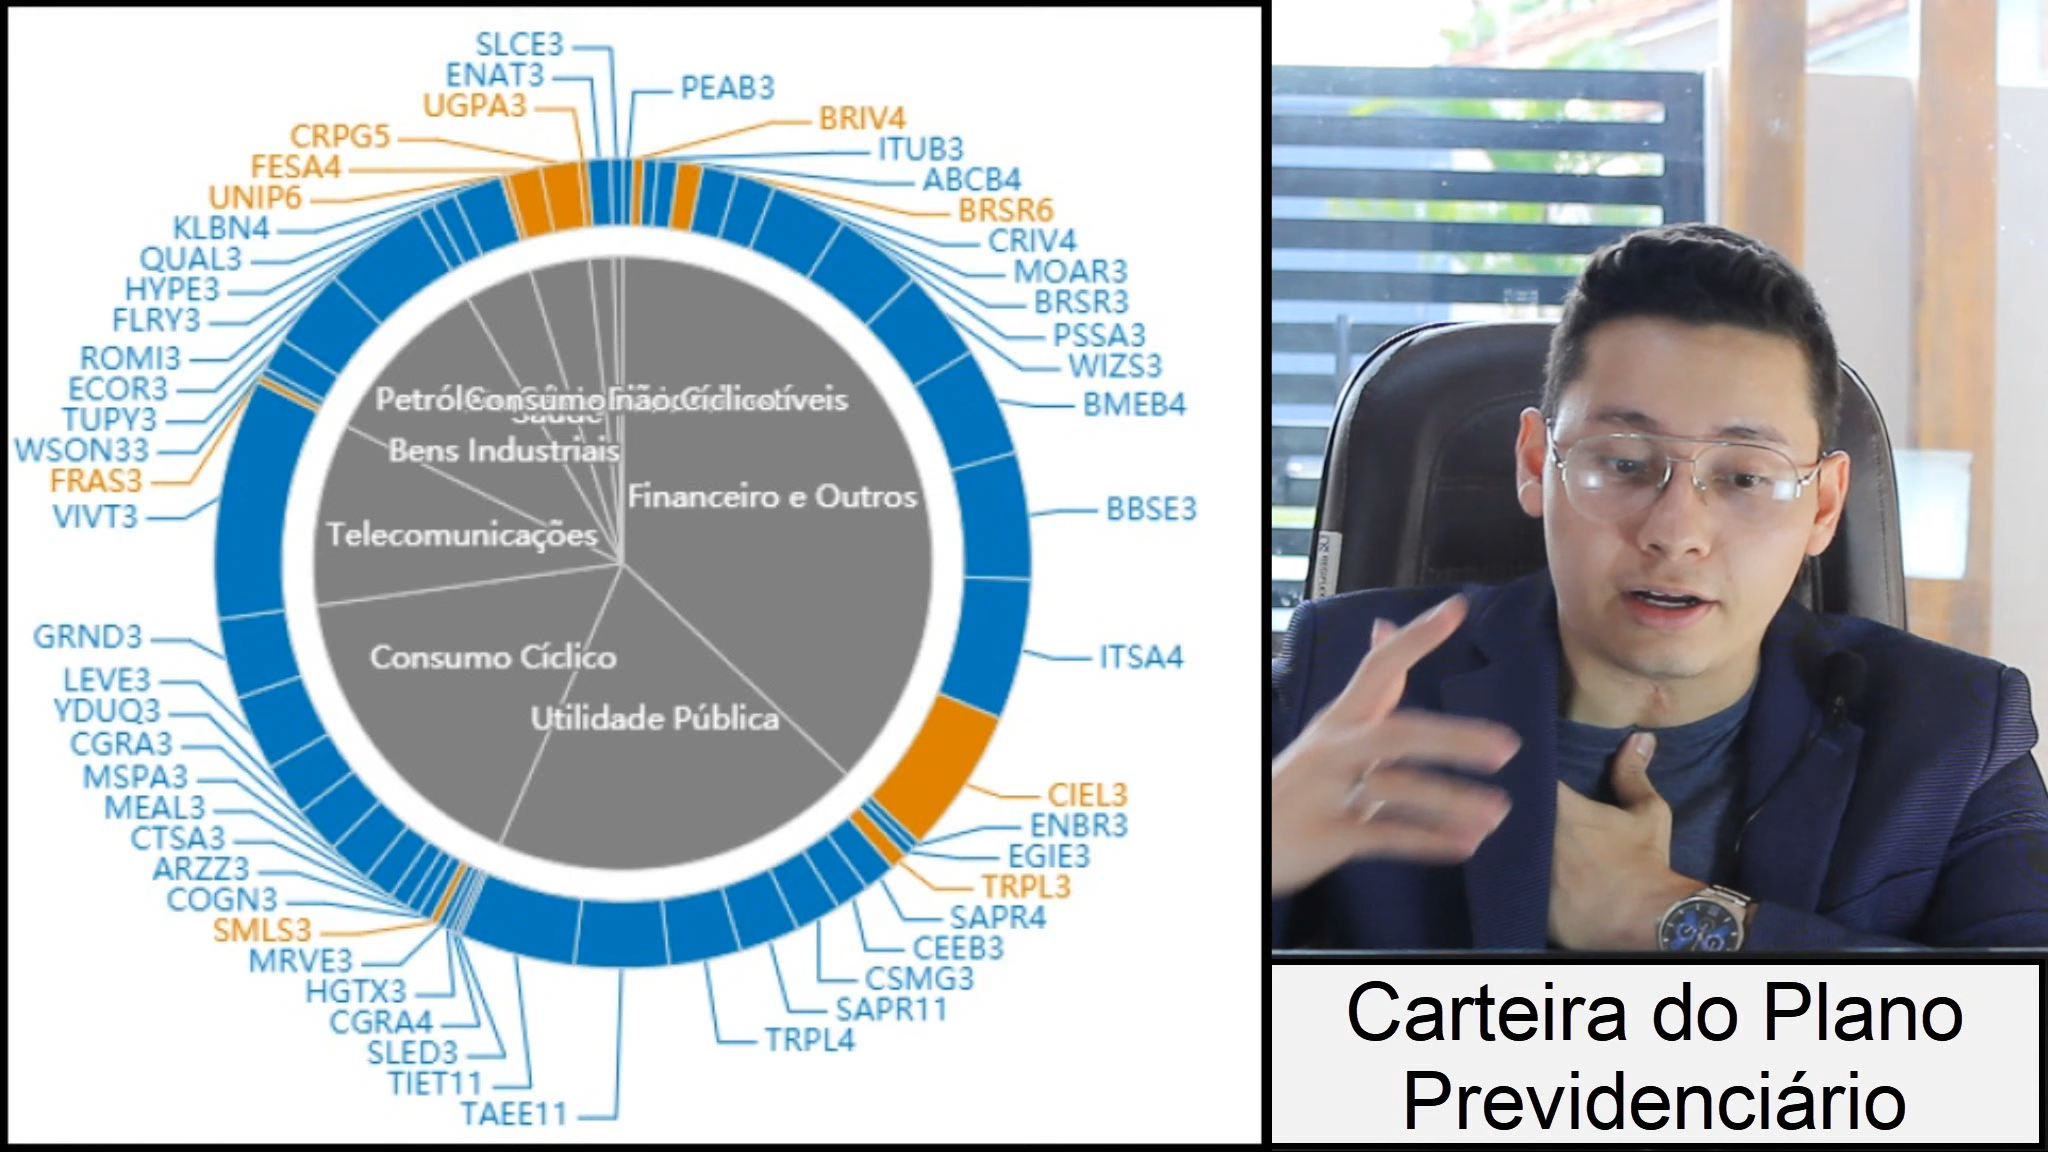 SLCE3
ENAT3
UGPA3
CRPG5
FESA4
UNIP6
KLBN4
QUAL3
HYPE3
FLRY3
ROMI3
ECOR3
TUPY3
WSON33
FRAS3
VIVT3
GRND3
LEVE3
YDUQ3
CGRA3
MSPA3
MEAL3
CTSA3
ARZZ3
COGN3
SMLS3
MRVE3
HGTX3
CGRA4
SLED3
TIET11
TAEE11
PEAB3
BRIV4
ITUB3
ABCB4
BRSR6
CRIV4
MOAR3
BRSR3
PSSA3
WIZS3
BMEB4
BBSE3
ITSA4
CIEL3
ENBR3
EGIE3
TRPL3
SAPR4
CEEB3
CSMG3
SAPR11
TRPL4
Saúde
Bens Industriais
Financeiro e Outros
Telecomunicações
Consumo Cíclico
Utilidade Pública
Carteira do Plano
Previdenciário